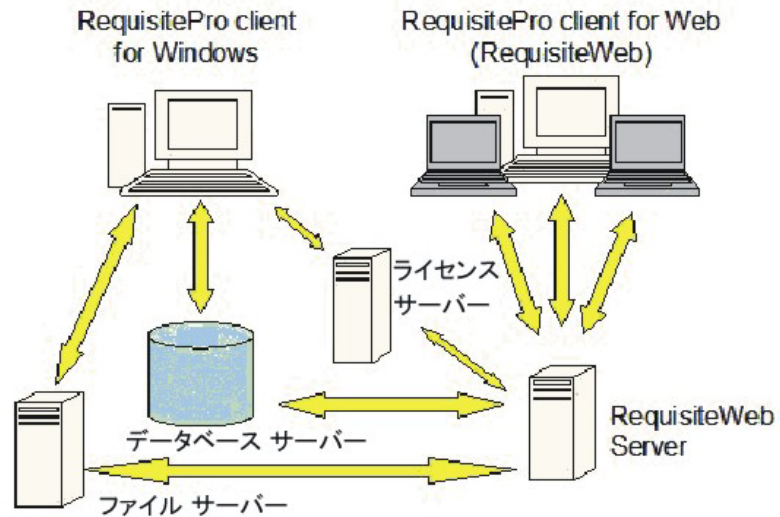 RequisitePro client
for Windows
RequisitePro client for Web
(RequisiteWeb)
ライセンス
サーバー
データベース サーバー
RequisiteWeb
Server
ファイル サーバー